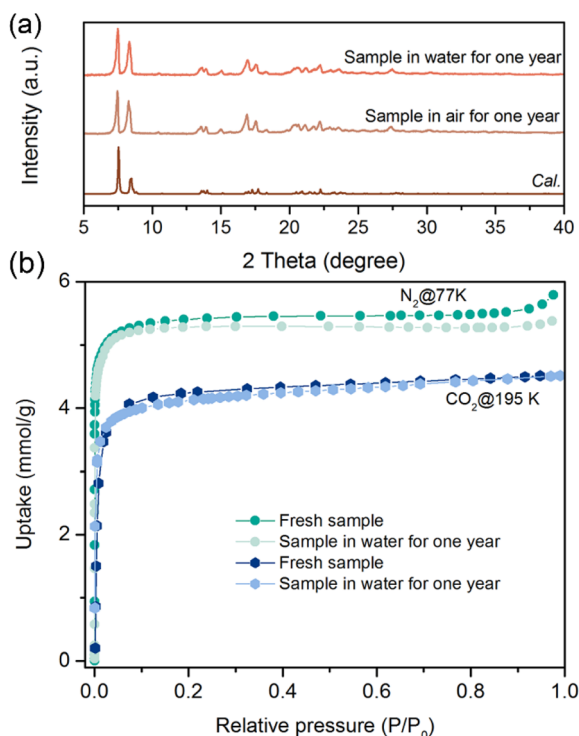 (a)
Intensity (a.u.)
Sample in water for one year
Sample in air for one year
Cal.
5 10 15 20 25 30 35 40
2 Theta (degree)
(b)
Uptake (mmol/g)
6
4
2
0
N₂@77K
CO₂@195 K
Fresh sample
Sample in water for one year
Fresh sample
Sample in water for one year
0.0 0.2 0.4 0.6 0.8 1.0
Relative pressure (P/P₀)